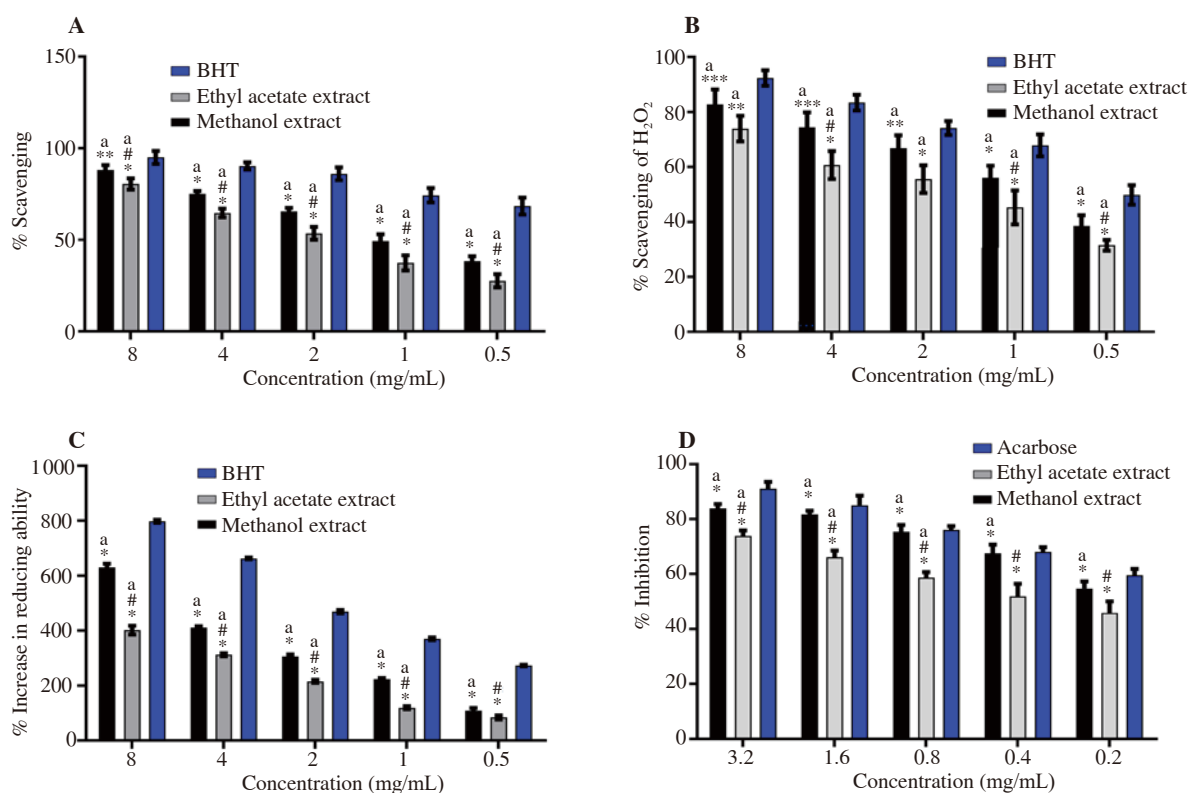 A
150
100
50
0
% Scavenging
BHT
Ethyl acetate extract
Methanol extract
a
**
a
#
*
a
*
a
#
*
a
*
a
#
*
a
*
a
#
*
a
*
a
#
*
8 4 2 1 0.5
Concentration (mg/mL)
B
100
80
60
40
20
0
% Scavenging of H₂O₂
BHT
Ethyl acetate extract
Methanol extract
a
***
a
**
a
***
a
#
*
a
**
a
*
a
*
a
#
*
a
*
a
#
*
8 4 2 1 0.5
Concentration (mg/mL)
C
1 000
800
600
400
200
0
% Increase in reducing ability
BHT
Ethyl acetate extract
Methanol extract
a
*
a
#
*
a
*
a
#
*
a
*
a
#
*
a
*
a
#
*
a
*
#
*
8 4 2 1 0.5
Concentration (mg/mL)
D
100
80
60
40
20
0
% Inhibition
Acarbose
Ethyl acetate extract
Methanol extract
a
*
a
#
*
a
*
a
#
*
a
*
a
#
*
a
*
#
*
a
*
#
*
3.2 1.6 0.8 0.4 0.2
Concentration (mg/mL)